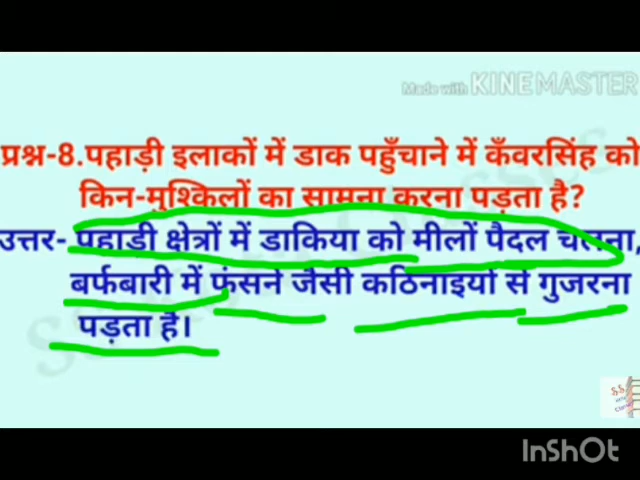 Made with KINEMASTER
प्रश्न-8.पहाड़ी इलाकों में डाक पहुँचाने में कँवरसिंह को
किन-मुश्किलों का सामना करना पड़ता है?
उत्तर- पहाडी क्षेत्रों में डाकिया को मीलों पैदल चलना,
बर्फबारी में फंसने जैसी कठिनाइयों से गुजरना
पड़ता है।
InShOt